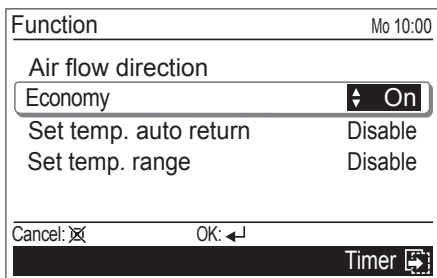 Function Mo 10:00
Air flow direction
Economy On
Set temp. auto return Disable
Set temp. range Disable
Cancel: OK:
Timer